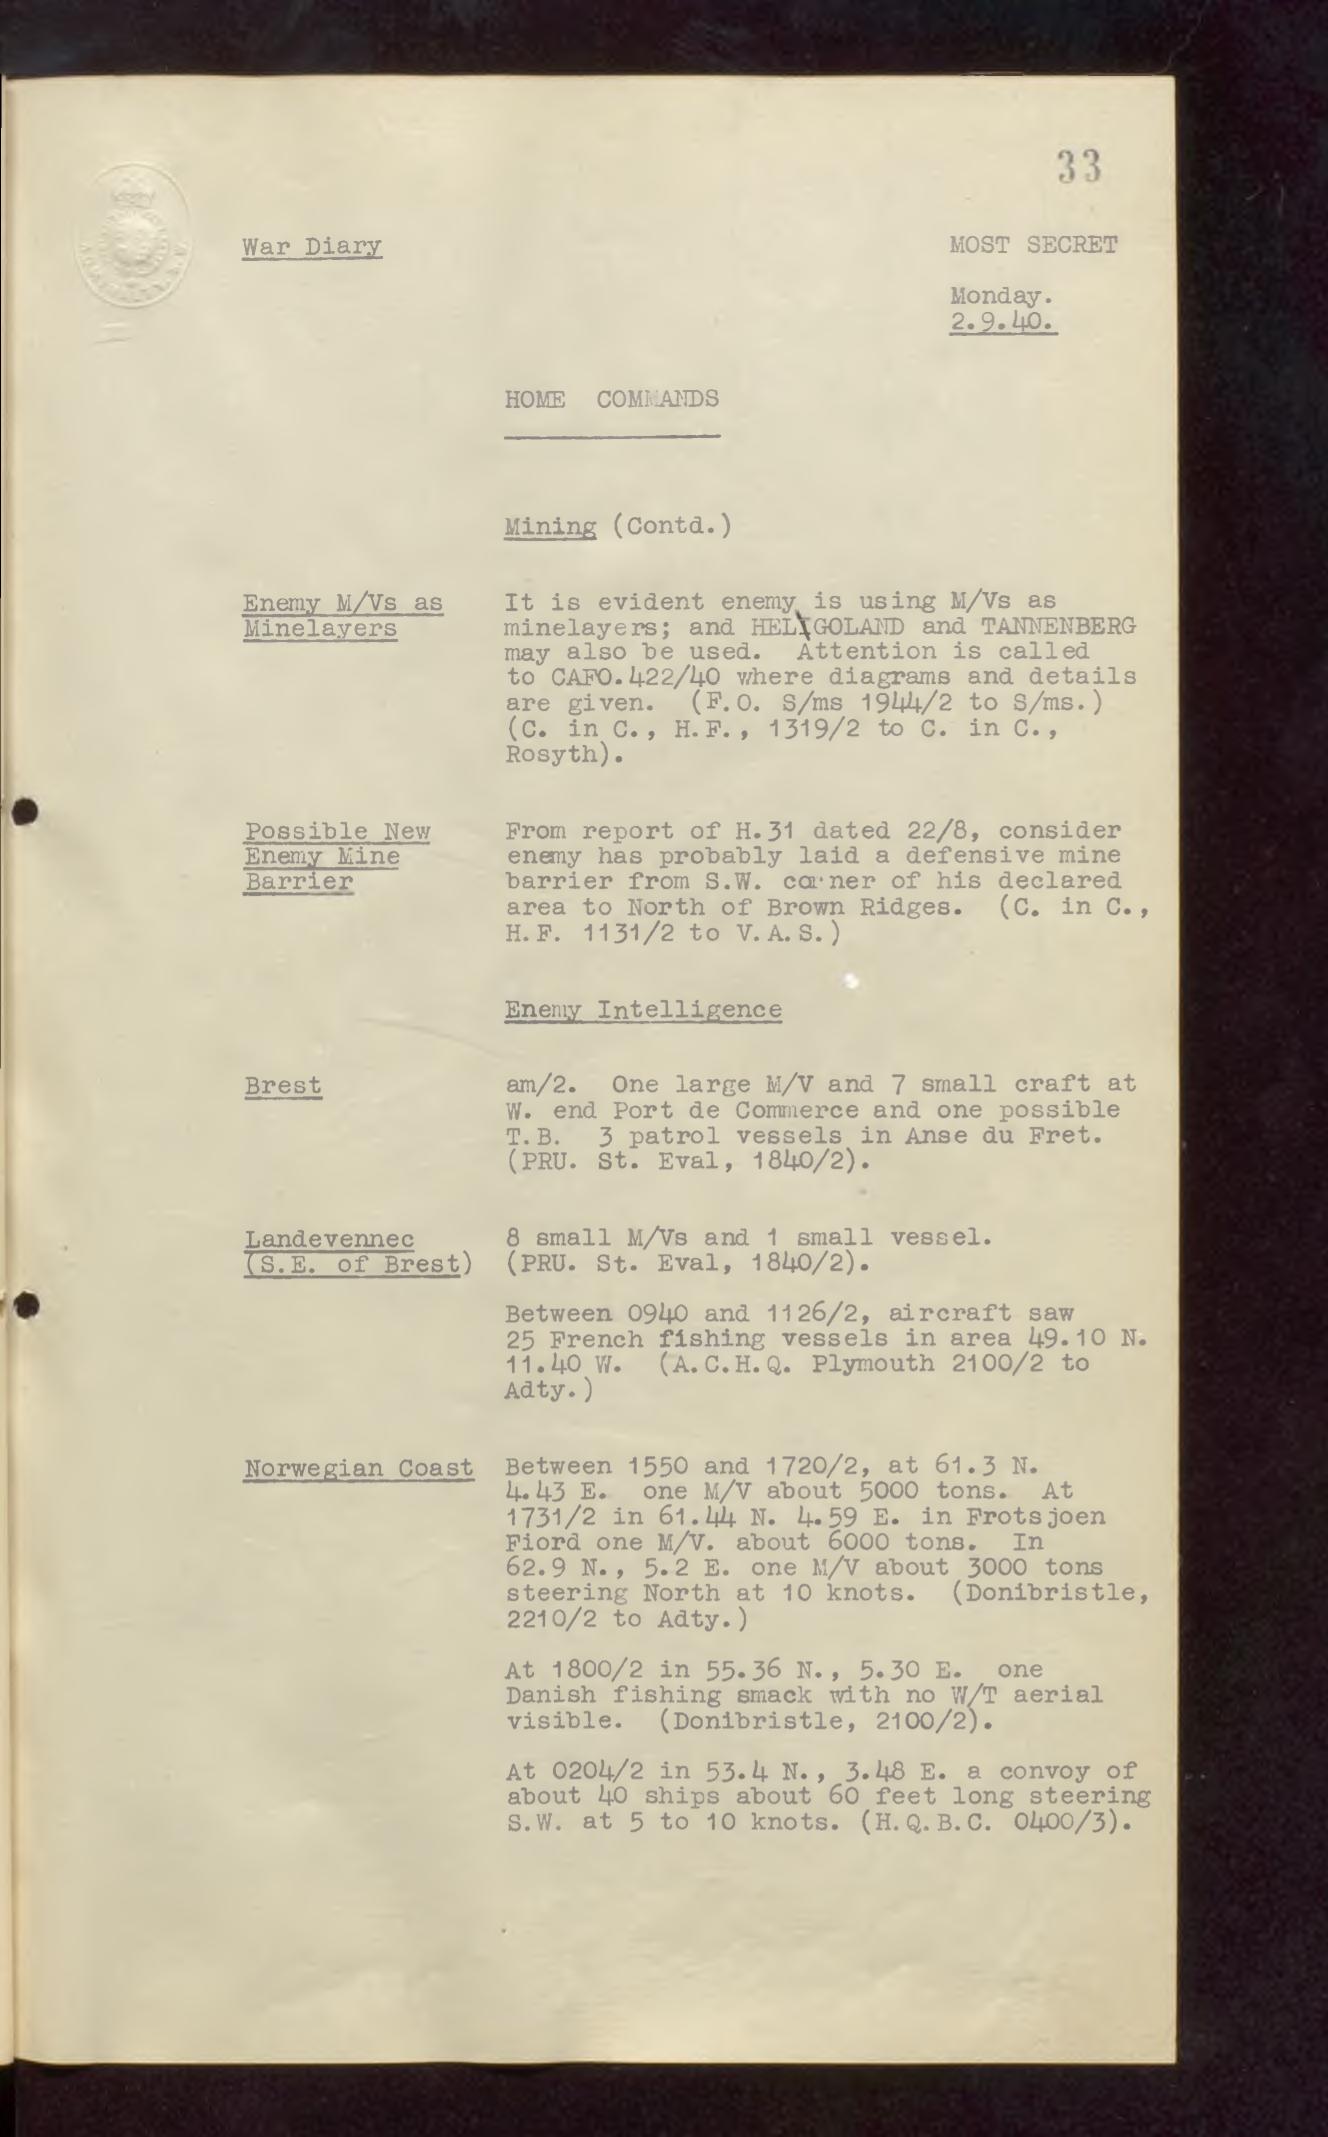 33
War Diary MOST SECRET
Monday.
2.9.40.
HOME COMMANDS
Mining (Contd.)
Enemy M/Vs as It is evident enemy is using M/Vs as
Minelayers minelayers; and HELIGOLAND and TANNENBERG
may also be used. Attention is called
to CAFO.422/40 where diagrams and details
are given. (F.O. S/ms 1944/2 to S/ms.)
(C. in C., H.F., 1319/2 to C. in C.,
Rosyth).
Possible New From report of H.31 dated 22/8, consider
Enemy Mine enemy has probably laid a defensive mine
Barrier barrier from S.W. corner of his declared
area to North of Brown Ridges. (C. in C.,
H.F. 1131/2 to V.A.S.)
Enemy Intelligence
Brest am/2. One large M/V and 7 small craft at
W. end Port de Commerce and one possible
T.B. 3 patrol vessels in Anse du Fret.
(PRU. St. Eval, 1840/2).
Landevennec 8 small M/Vs and 1 small vessel.
(S.E. of Brest) (PRU. St. Eval, 1840/2).
Between 0940 and 1126/2, aircraft saw
25 French fishing vessels in area 49.10 N.
11.40 W. (A.C.H.Q. Plymouth 2100/2 to
Adty.)
Norwegian Coast Between 1550 and 1720/2, at 61.3 N.
4.43 E. one M/V about 5000 tons. At
1731/2 in 61.44 N. 4.59 E. in Frotsjoen
Fiord one M/V. about 6000 tons. In
62.9 N., 5.2 E. one M/V about 3000 tons
steering North at 10 knots. (Donibristle,
2210/2 to Adty.)
At 1800/2 in 55.36 N., 5.30 E. one
Danish fishing smack with no W/T aerial
visible. (Donibristle, 2100/2).
At 0204/2 in 53.4 N., 3.48 E. a convoy of
about 40 ships about 60 feet long steering
S.W. at 5 to 10 knots. (H.Q.B.C. 0400/3).